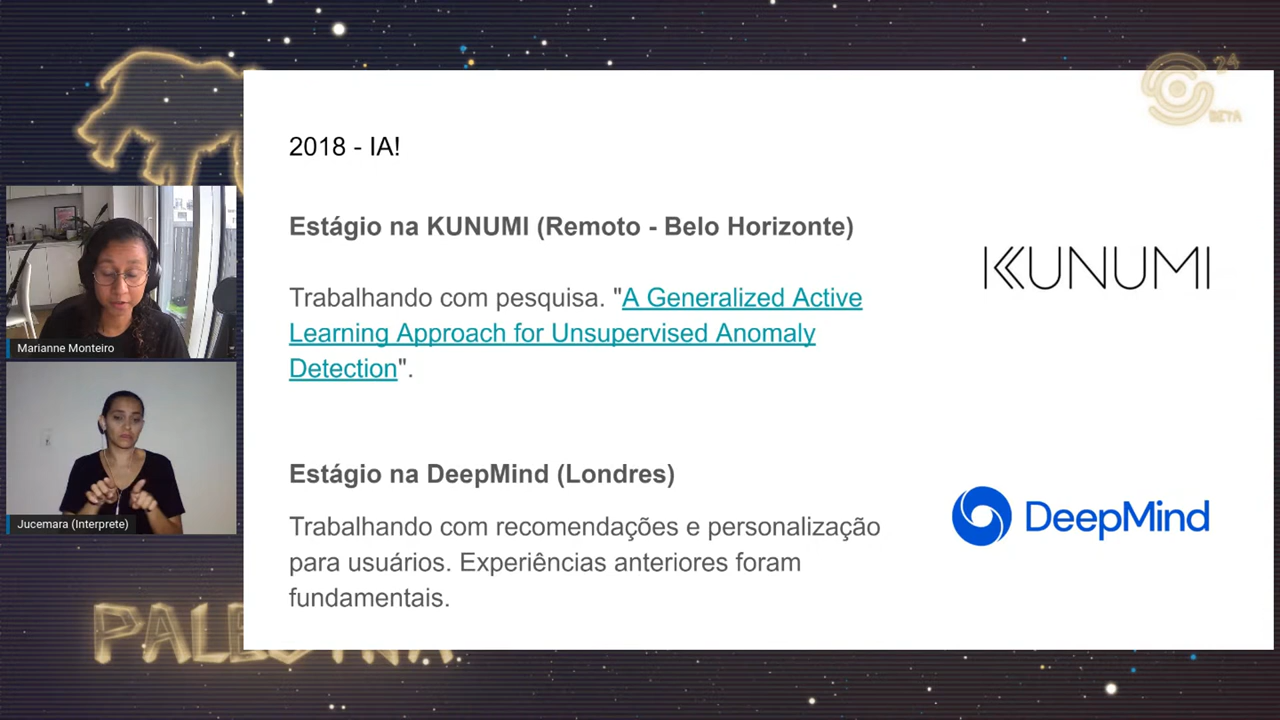 24
BETA
2018 - IA!
Estágio na KUNUMI (Remoto - Belo Horizonte)
KUNUMI
Trabalhando com pesquisa. "A Generalized Active
Learning Approach for Unsupervised Anomaly
Detection".
Marianne Monteiro
Estágio na DeepMind (Londres)
DeepMind
Trabalhando com recomendações e personalização
para usuários. Experiências anteriores foram
fundamentais.
Jucemara (Interprete)